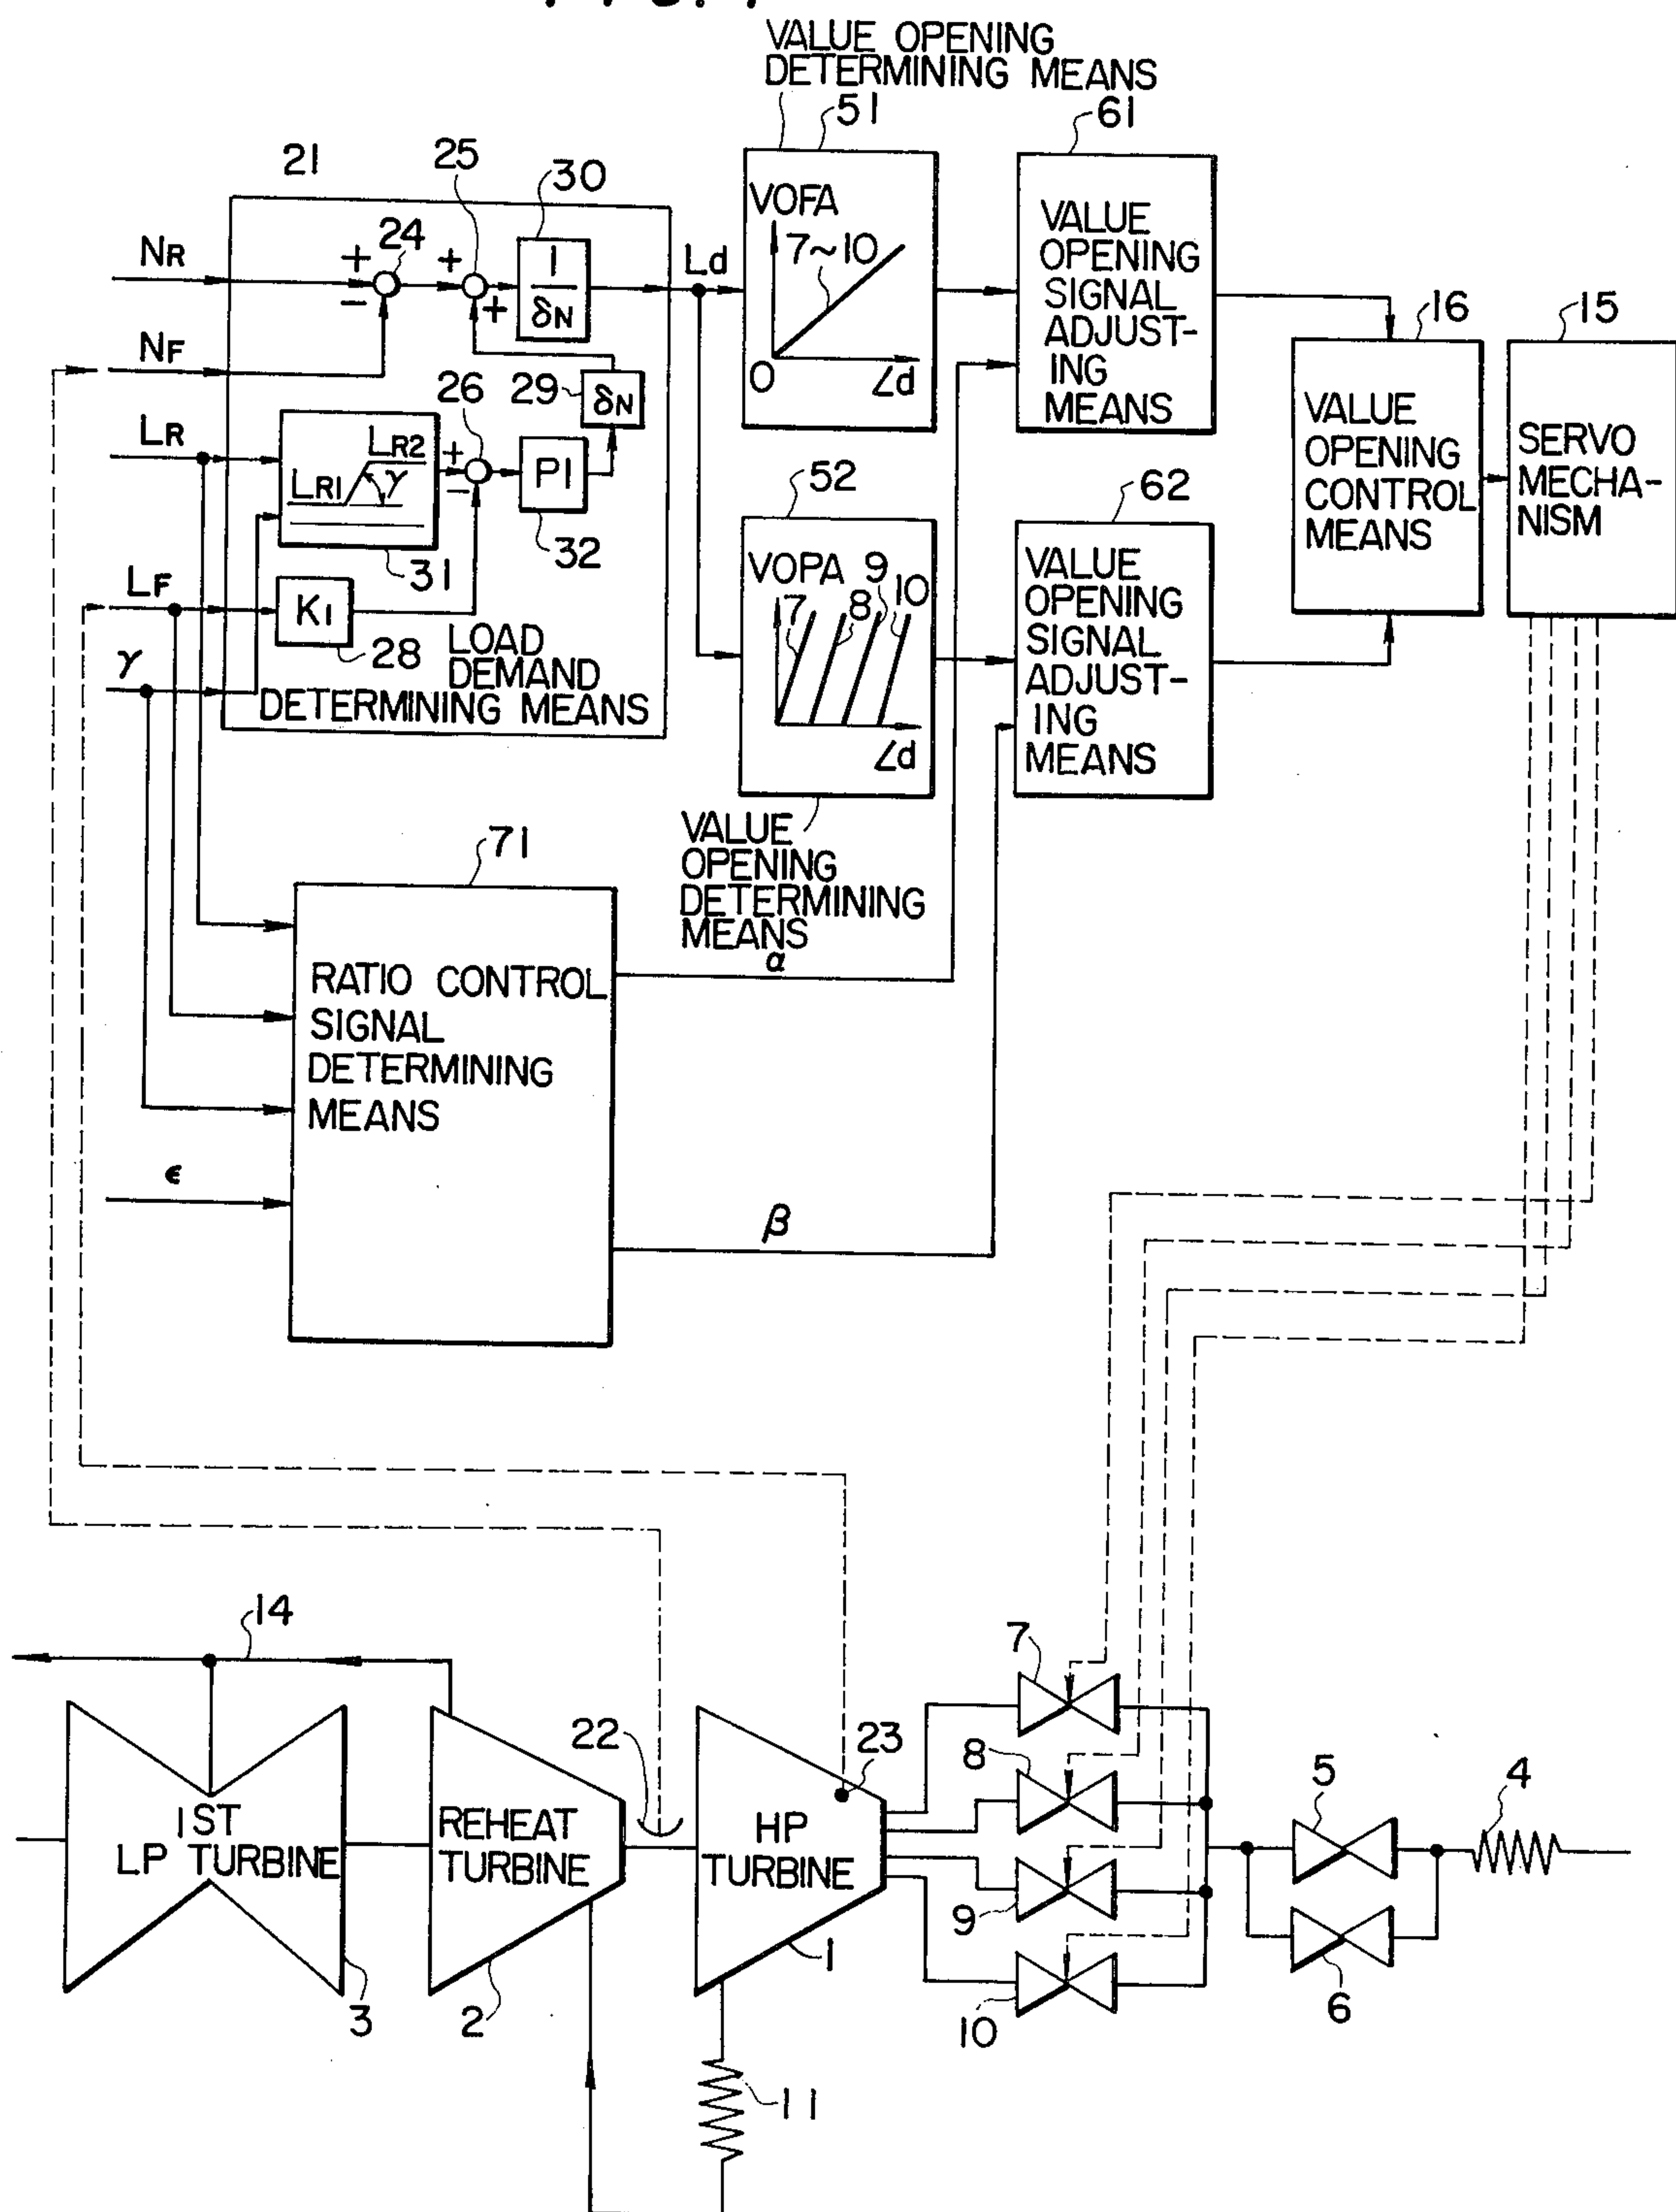 VALUE OPENING
DETERMINING MEANS
51
61
21
25
30
24
NR
+
−
+
+
1
δN
Ld
VOFA
7~10
0
Ld
VALUE
OPENING
SIGNAL
ADJUST-
ING
MEANS
16
15
NF
29
δN
26
LR
LR1
LR2
γ
+
−
PI
31
32
VALUE
OPENING
CONTROL
MEANS
SERVO
MECHA-
NISM
52
62
LF
K1
28
γ
LOAD
DEMAND
DETERMINING MEANS
VOPA
7
8
9
10
Ld
VALUE
OPENING
SIGNAL
ADJUST-
ING
MEANS
VALUE
OPENING
DETERMINING
MEANS
71
RATIO CONTROL
SIGNAL
DETERMINING
MEANS
α
ϵ
β
14
7
22
23
8
5
4
1ST
LP TURBINE
REHEAT
TURBINE
HP
TURBINE
9
1
3
2
10
6
11